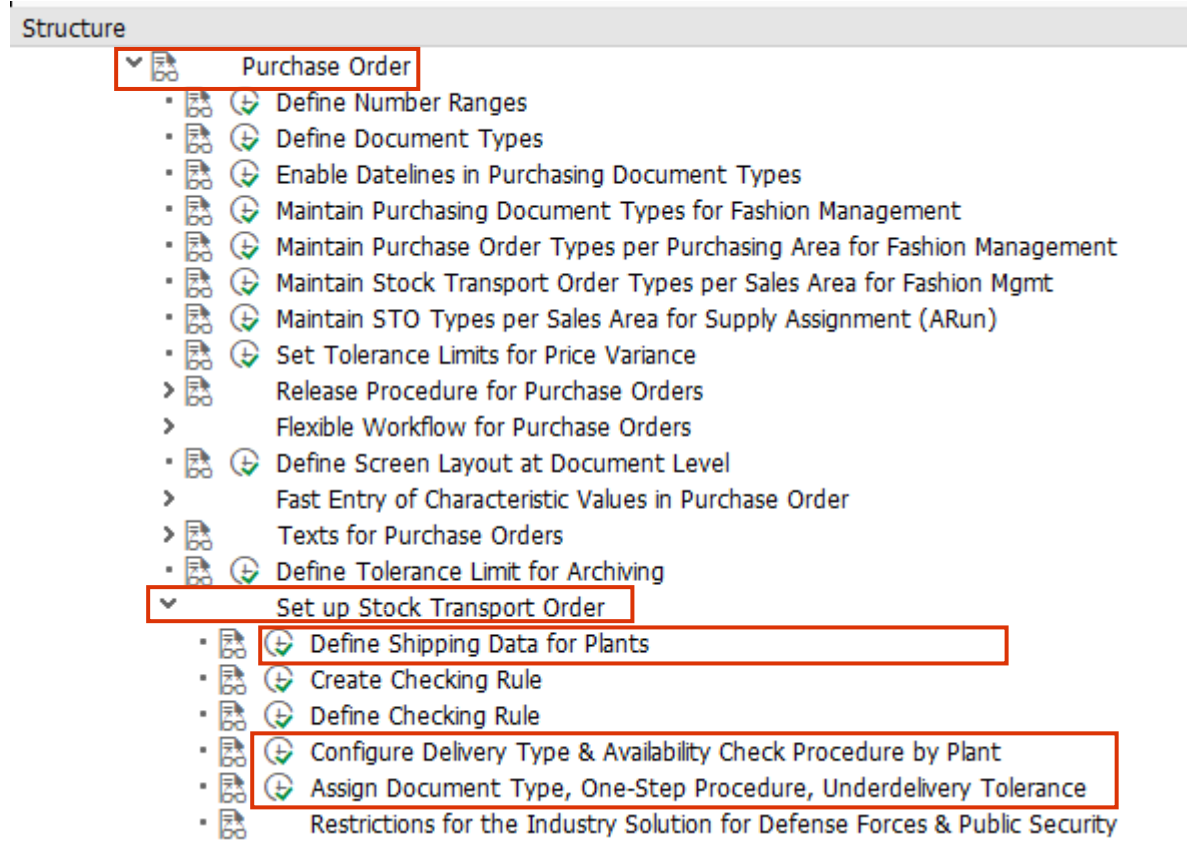 Structure
Purchase Order
Define Number Ranges
Define Document Types
Enable Datelines in Purchasing Document Types
Maintain Purchasing Document Types for Fashion Management
Maintain Purchase Order Types per Purchasing Area for Fashion Management
Maintain Stock Transport Order Types per Sales Area for Fashion Mgmt
Maintain STO Types per Sales Area for Supply Assignment (ARun)
Set Tolerance Limits for Price Variance
Release Procedure for Purchase Orders
Flexible Workflow for Purchase Orders
Define Screen Layout at Document Level
Fast Entry of Characteristic Values in Purchase Order
Texts for Purchase Orders
Define Tolerance Limit for Archiving
Set up Stock Transport Order
Define Shipping Data for Plants
Create Checking Rule
Define Checking Rule
Configure Delivery Type & Availability Check Procedure by Plant
Assign Document Type, One-Step Procedure, Underdelivery Tolerance
Restrictions for the Industry Solution for Defense Forces & Public Security